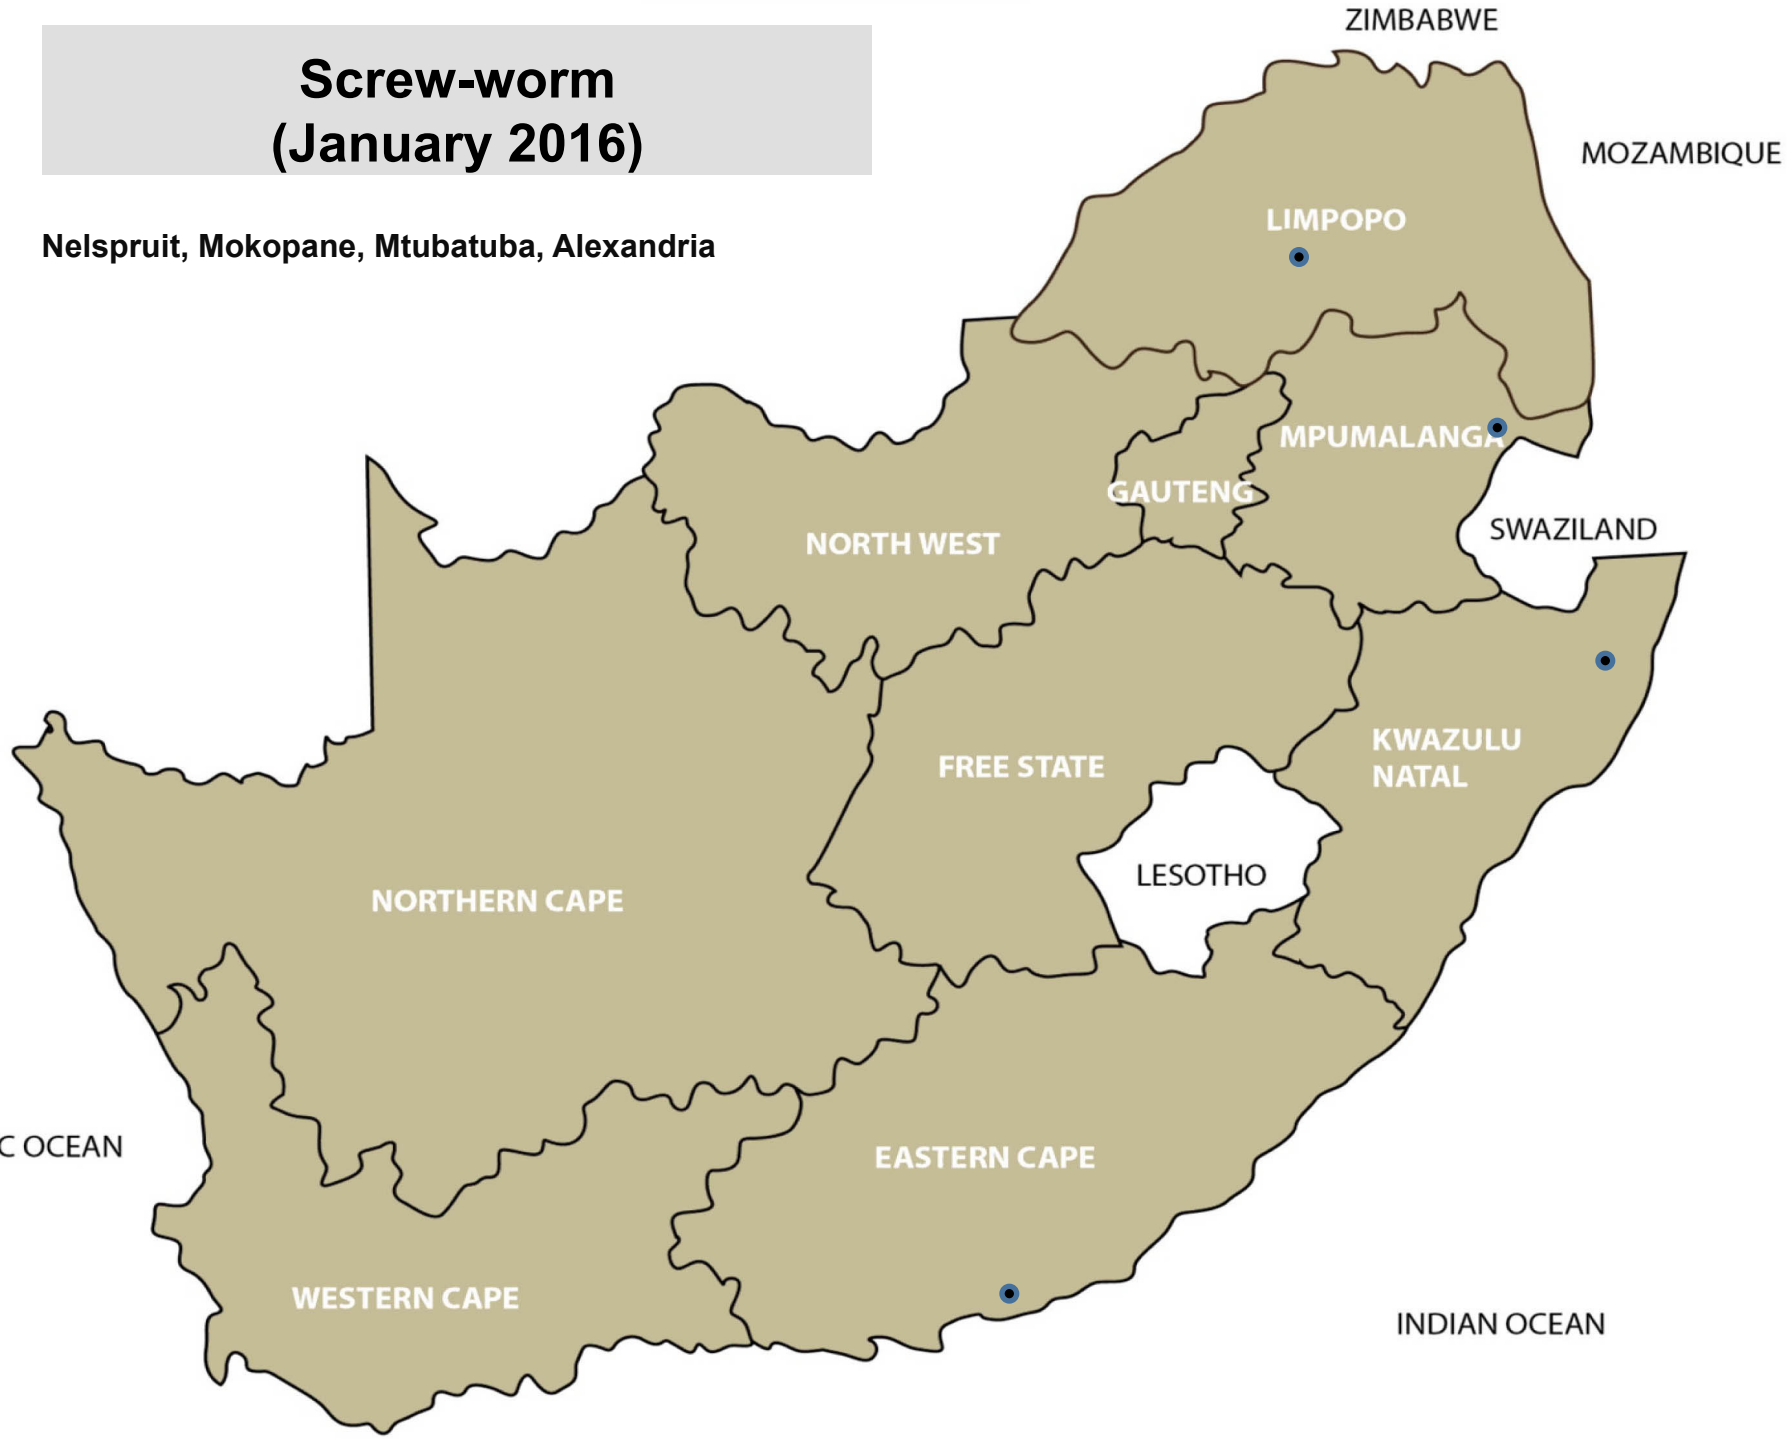 Screw-worm
(January 2016)
Nelspruit, Mokopane, Mtubatuba, Alexandria
ZIMBABWE
MOZAMBIQUE
LIMPOPO
MPUMALANGA
GAUTENG
SWAZILAND
NORTH WEST
KWAZULU
NATAL
FREE STATE
LESOTHO
NORTHERN CAPE
C OCEAN
EASTERN CAPE
WESTERN CAPE
INDIAN OCEAN